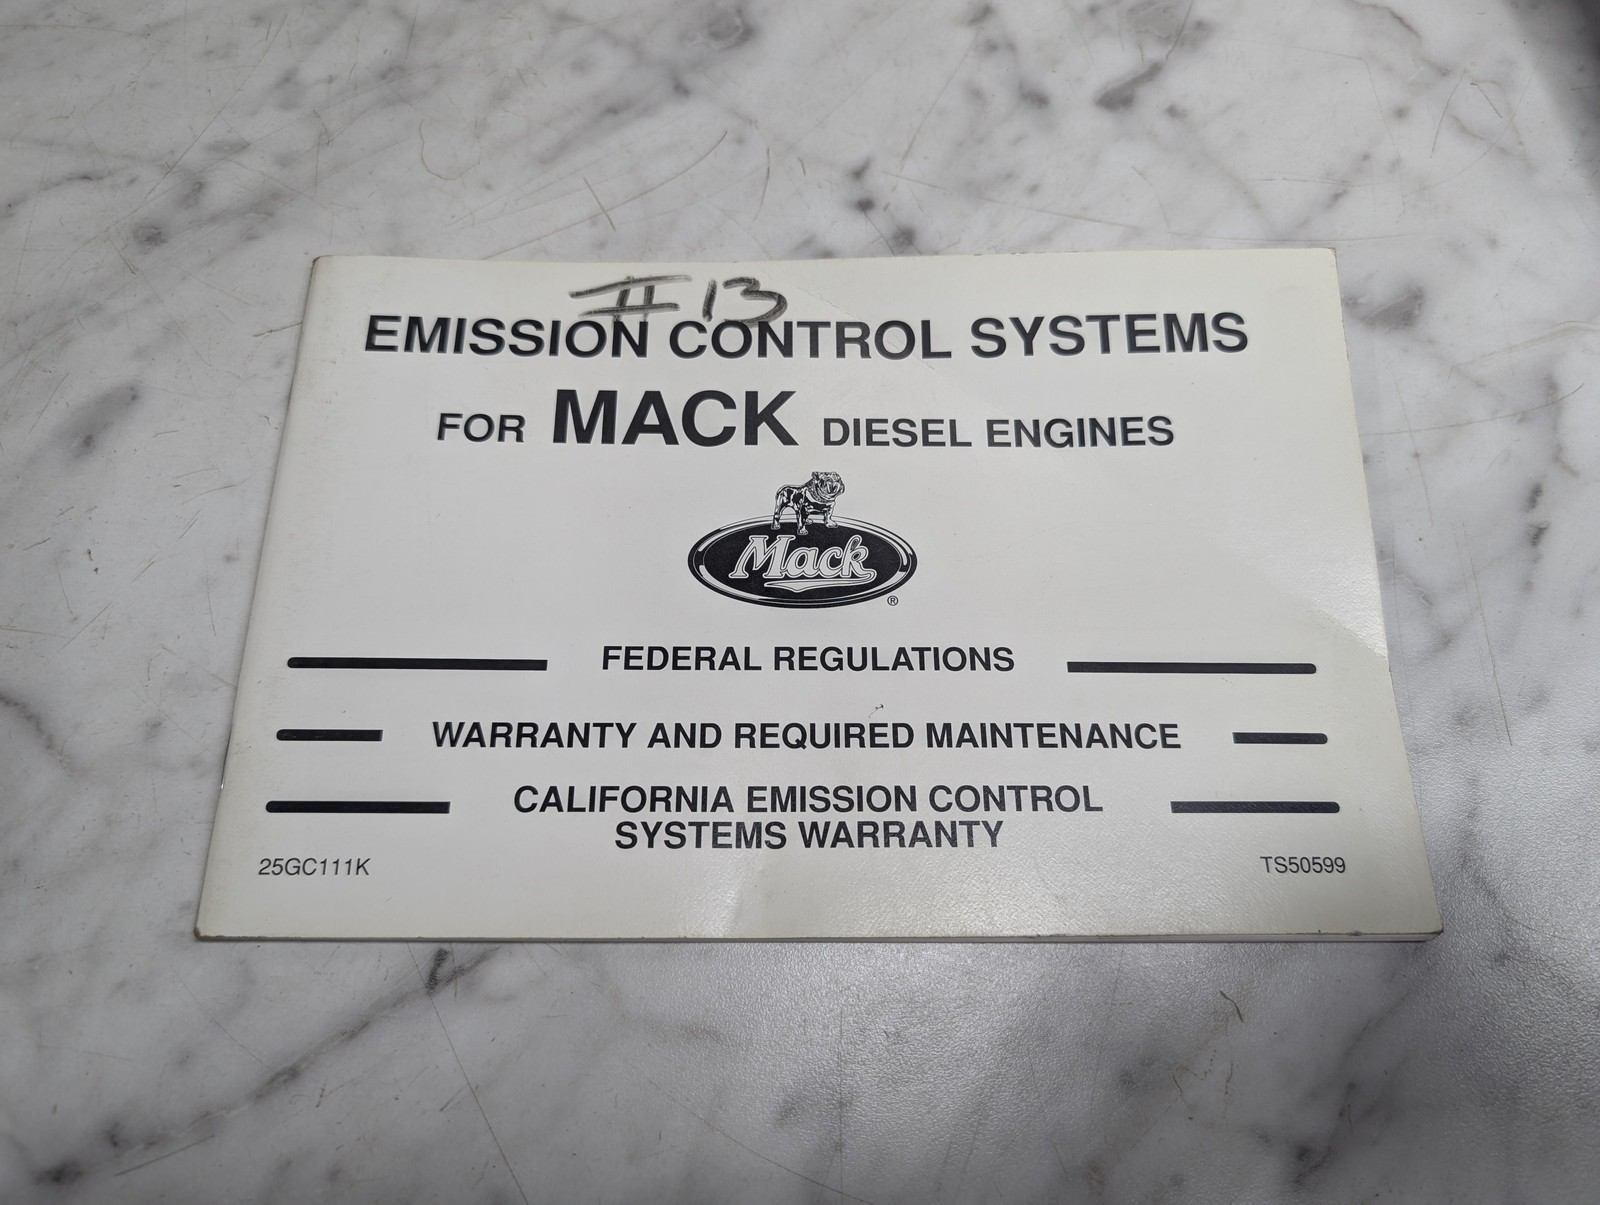 #13
EMISSION CONTROL SYSTEMS
FOR MACK DIESEL ENGINES
Mack
®
FEDERAL REGULATIONS
WARRANTY AND REQUIRED MAINTENANCE
CALIFORNIA EMISSION CONTROL
SYSTEMS WARRANTY
25GC111K TS50599